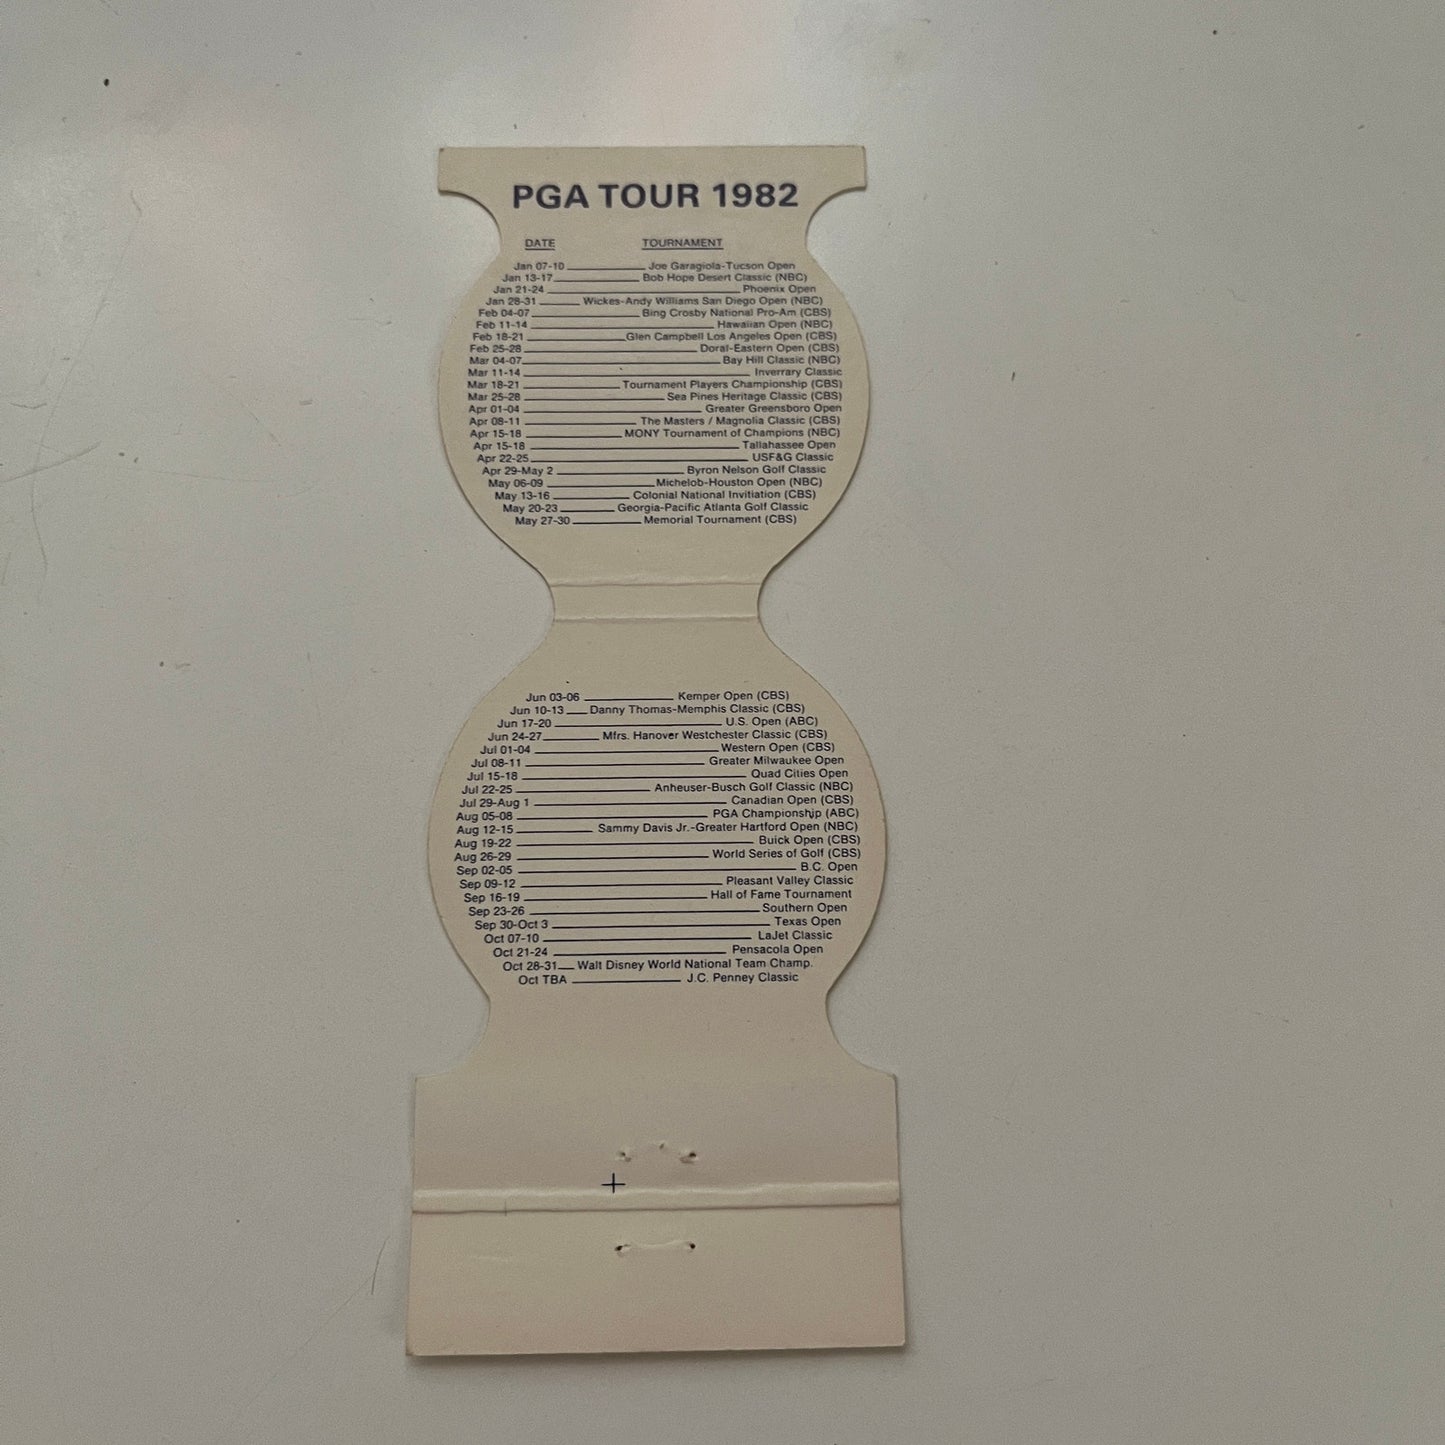 PGA TOUR 1982
DATE TOURNAMENT
Jan 07-10 Joe Garagiola-Tucson Open
Jan 13-17 Bob Hope Desert Classic (NBC)
Jan 21-24 Phoenix Open
Jan 28-31 Wickes-Andy Williams San Diego Open (NBC)
Feb 04-07 Bing Crosby National Pro-Am (CBS)
Feb 11-14 Hawaiian Open (NBC)
Feb 18-21 Glen Campbell Los Angeles Open (CBS)
Feb 25-28 Doral-Eastern Open (CBS)
Mar 04-07 Bay Hill Classic (NBC)
Mar 11-14 Inverrary Classic
Mar 18-21 Tournament Players Championship (CBS)
Mar 25-28 Sea Pines Heritage Classic (CBS)
Apr 01-04 Greater Greensboro Open
Apr 08-11 The Masters / Magnolia Classic (CBS)
Apr 15-18 MONY Tournament of Champions (NBC)
Apr 15-18 Tallahassee Open
Apr 22-25 USF&G Classic
Apr 29-May 2 Byron Nelson Golf Classic
May 06-09 Michelob-Houston Open (NBC)
May 13-16 Colonial National Invitiation (CBS)
May 20-23 Georgia-Pacific Atlanta Golf Classic
May 27-30 Memorial Tournament (CBS)
Jun 03-06 Kemper Open (CBS)
Jun 10-13 Danny Thomas-Memphis Classic (CBS)
Jun 17-20 U.S. Open (ABC)
Jun 24-27 Mfrs. Hanover Westchester Classic (CBS)
Jul 01-04 Western Open (CBS)
Jul 08-11 Greater Milwaukee Open
Jul 15-18 Quad Cities Open
Jul 22-25 Anheuser-Busch Golf Classic (NBC)
Jul 29-Aug 1 Canadian Open (CBS)
Aug 05-08 PGA Championship (ABC)
Aug 12-15 Sammy Davis Jr.-Greater Hartford Open (NBC)
Aug 19-22 Buick Open (CBS)
Aug 26-29 World Series of Golf (CBS)
Sep 02-05 B.C. Open
Sep 09-12 Pleasant Valley Classic
Sep 16-19 Hall of Fame Tournament
Sep 23-26 Southern Open
Sep 30-Oct 3 Texas Open
Oct 07-10 LaJet Classic
Oct 21-24 Pensacola Open
Oct 28-31 Walt Disney World National Team Champ.
Oct TBA J.C. Penney Classic